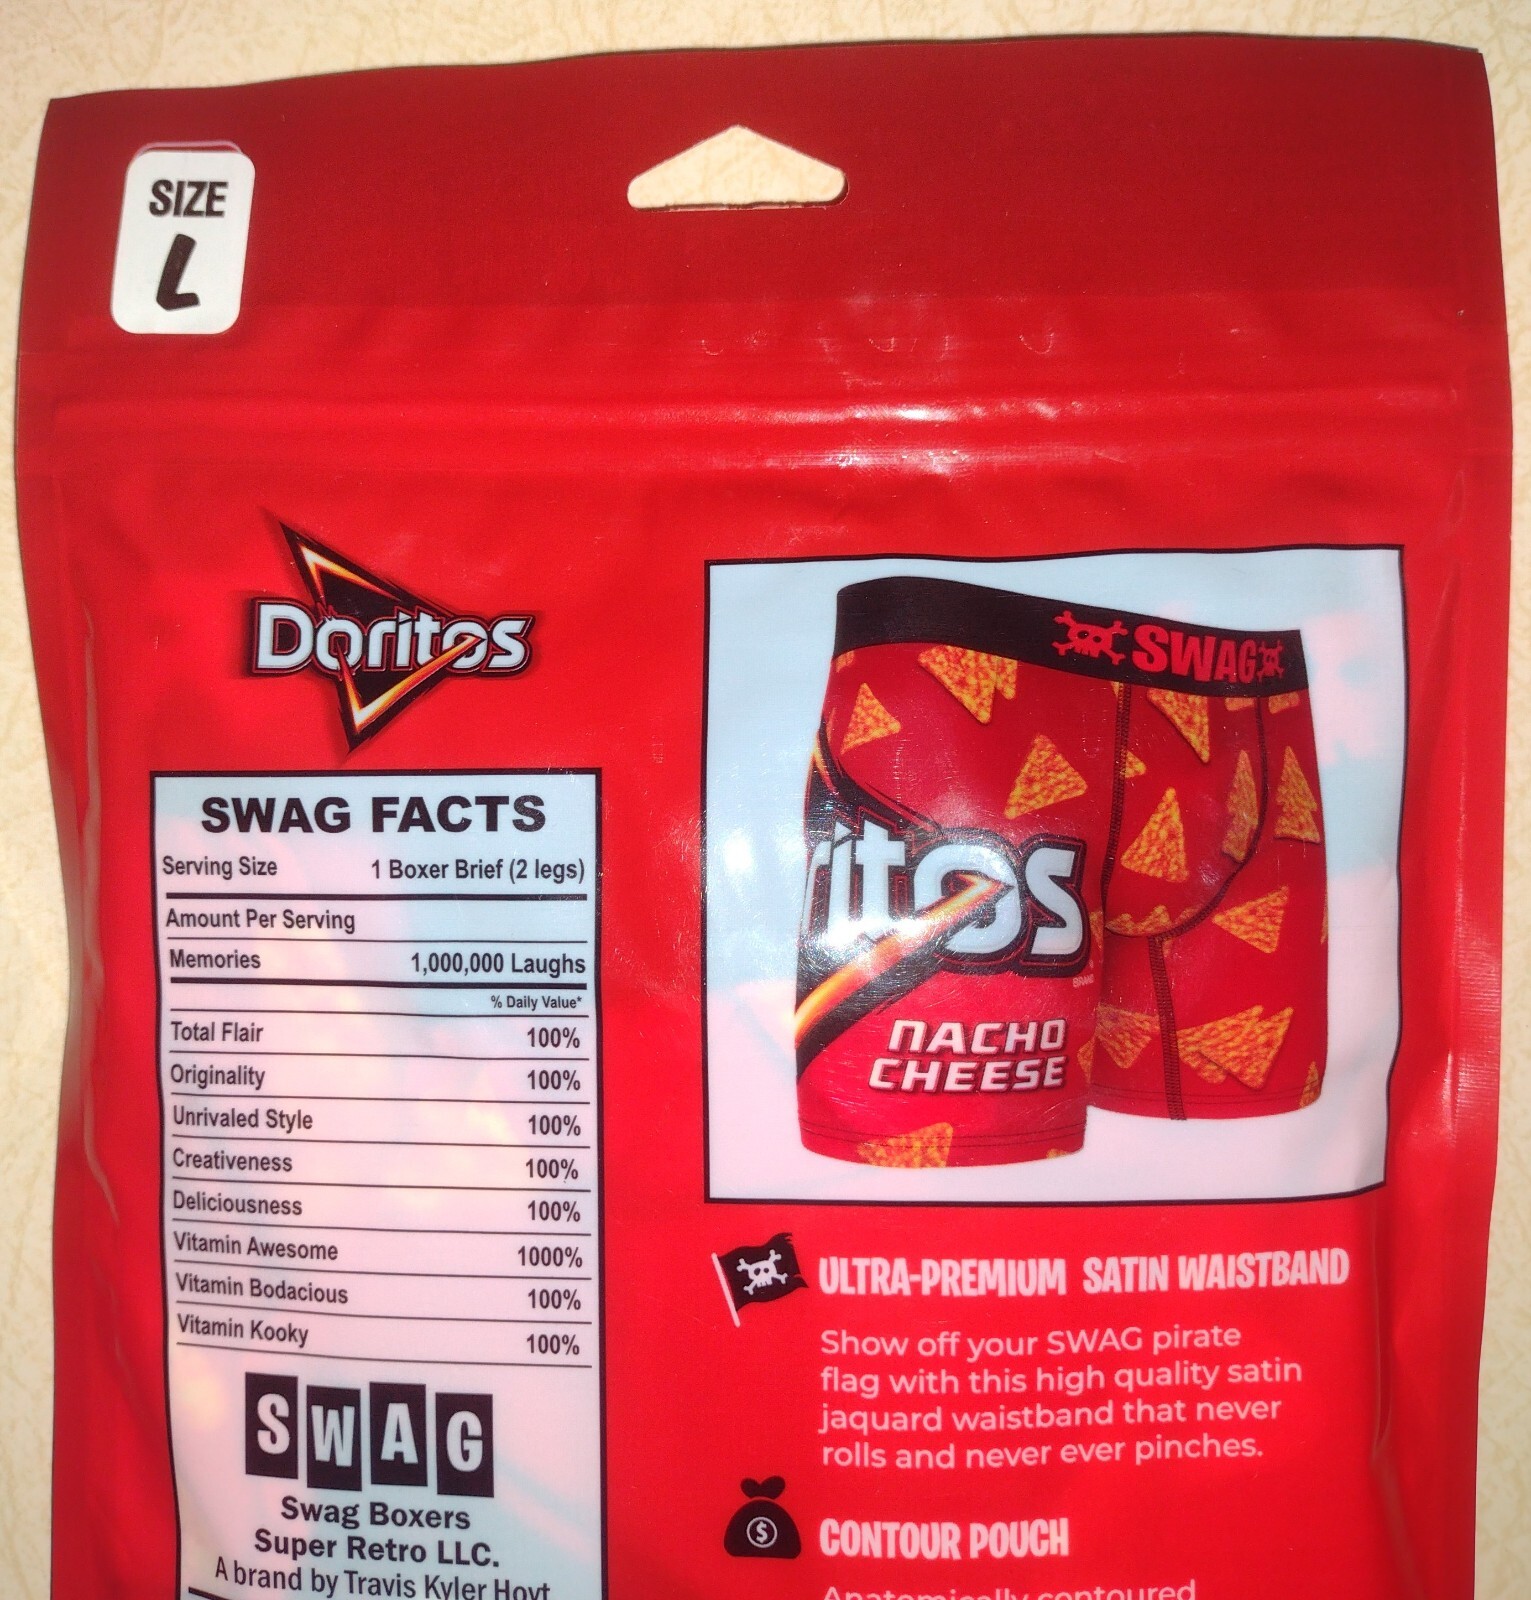 SIZE
L
Doritos
SWAG FACTS
Serving Size 1 Boxer Brief (2 legs)
Amount Per Serving
Memories 1,000,000 Laughs
% Daily Value*
Total Flair 100%
Originality 100%
Unrivaled Style 100%
Creativeness 100%
Deliciousness 100%
Vitamin Awesome 1000%
Vitamin Bodacious 100%
Vitamin Kooky 100%
SWAG
Swag Boxers
Super Retro LLC.
A brand by Travis Kyler Hoyt
SWAG
ritos
BRAND
NACHO
CHEESE
ULTRA-PREMIUM SATIN WAISTBAND
Show off your SWAG pirate
flag with this high quality satin
jaquard waistband that never
rolls and never ever pinches.
$
CONTOUR POUCH
Anatomically contoured